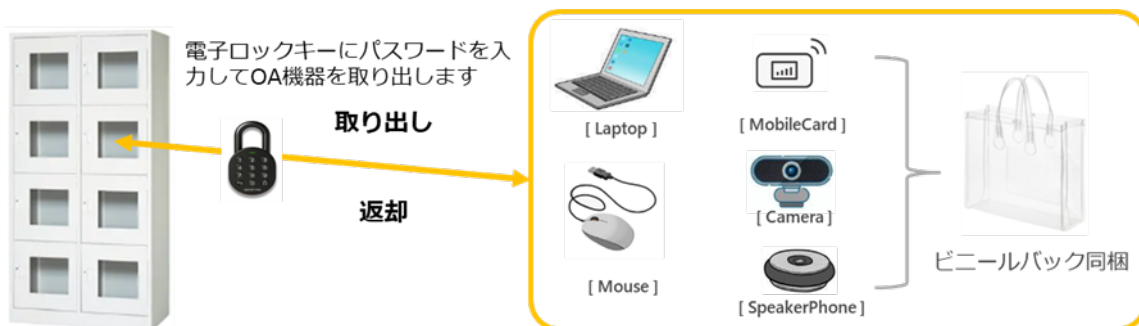 電子ロックキーにパスワードを入
力してOA機器を取り出します
取り出し
返却
[ Laptop ]
[ MobileCard ]
[ Mouse ]
[ Camera ]
[ SpeakerPhone ]
ビニールバック同梱